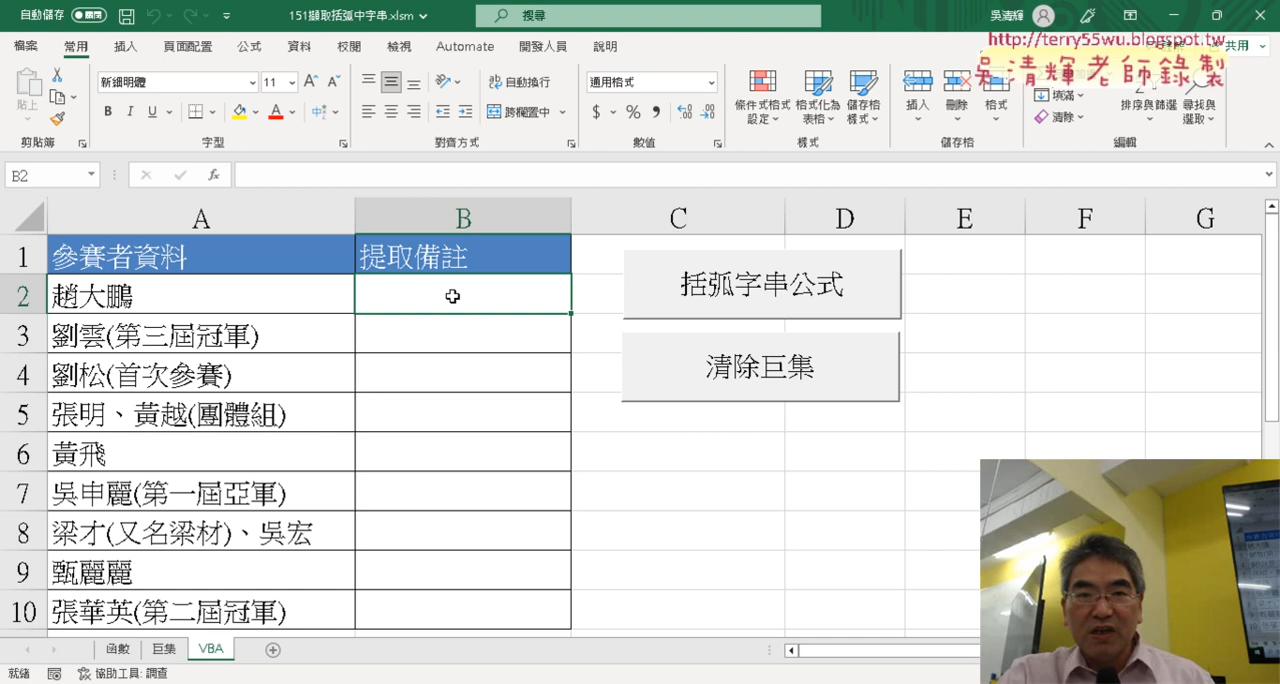 自動儲存 151擷取括弧中字串.xlsm 搜尋 吳清輝
http://terry55wu.blogspot.tw
檔案 常用 插入 頁面配置 公式 資料 校閱 檢視 Automate 開發人員 說明 共用
吳清輝老師錄製
貼上 新細明體 11 自動換行 通用格式 條件式格式設定 格式化為表格 儲存格樣式 插入 刪除 格式 填滿 清除 排序與篩選 尋找與選取
B I U 跨欄置中 $ %
剪貼簿 字型 對齊方式 數值 樣式 儲存格 編輯
B2 fx
A B C D E F G
1 參賽者資料 提取備註
括弧字串公式
2 趙大鵬
3 劉雲(第三屆冠軍)
清除巨集
4 劉松(首次參賽)
5 張明、黃越(團體組)
6 黃飛
7 吳申麗(第一屆亞軍)
8 梁才(又名梁材)、吳宏
9 甄麗麗
10 張華英(第二屆冠軍)
函數 巨集 VBA
就緒 協助工具: 調查